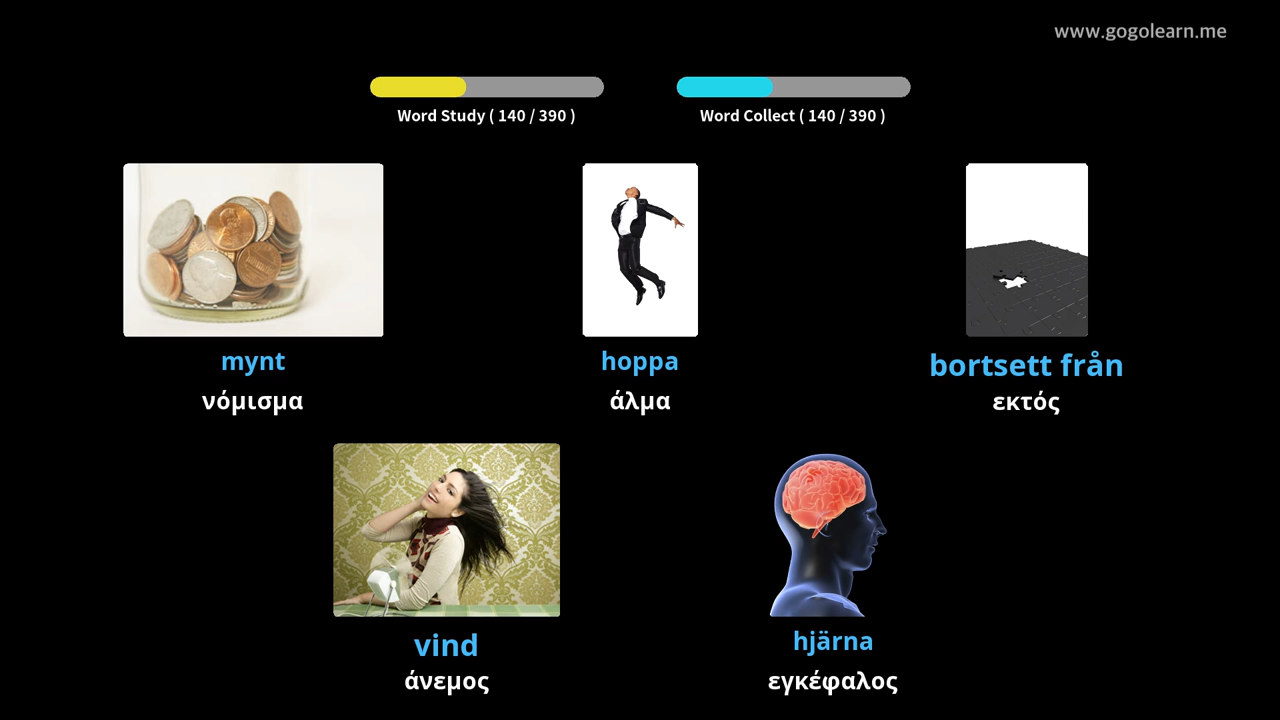 www.gogolearn.me
Word Study ( 140 / 390 )
Word Collect ( 140 / 390 )
mynt
νόμισμα
hoppa
άλμα
bortsett från
εκτός
vind
άνεμος
hjärna
εγκέφαλος